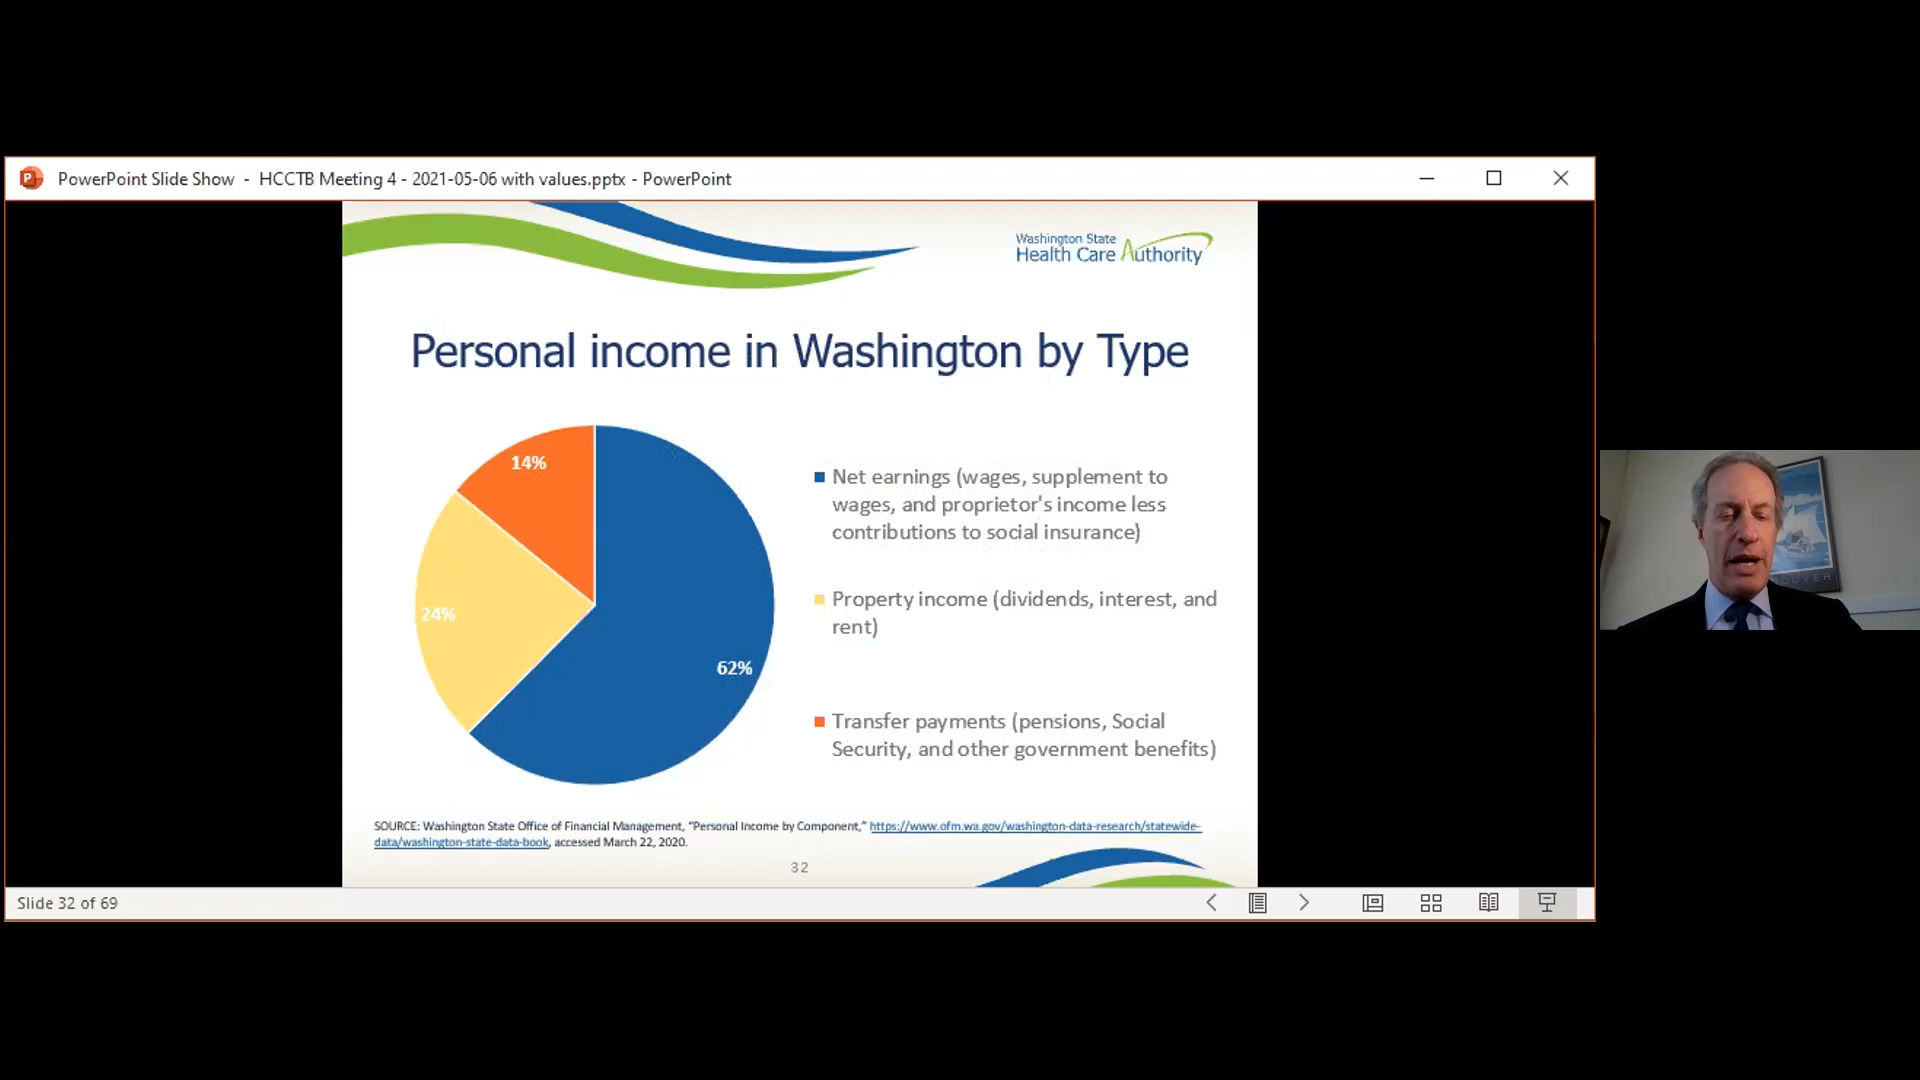 PowerPoint Slide Show - HCCTB Meeting 4 - 2021-05-06 with values.pptx - PowerPoint
Washington State
Health Care Authority
Personal income in Washington by Type
14%
24%
62%
Net earnings (wages, supplement to
wages, and proprietor's income less
contributions to social insurance)
Property income (dividends, interest, and
rent)
Transfer payments (pensions, Social
Security, and other government benefits)
SOURCE: Washington State Office of Financial Management, “Personal Income by Component,” https://www.ofm.wa.gov/washington-data-research/statewide-
data/washington-state-data-book, accessed March 22, 2020.
32
Slide 32 of 69